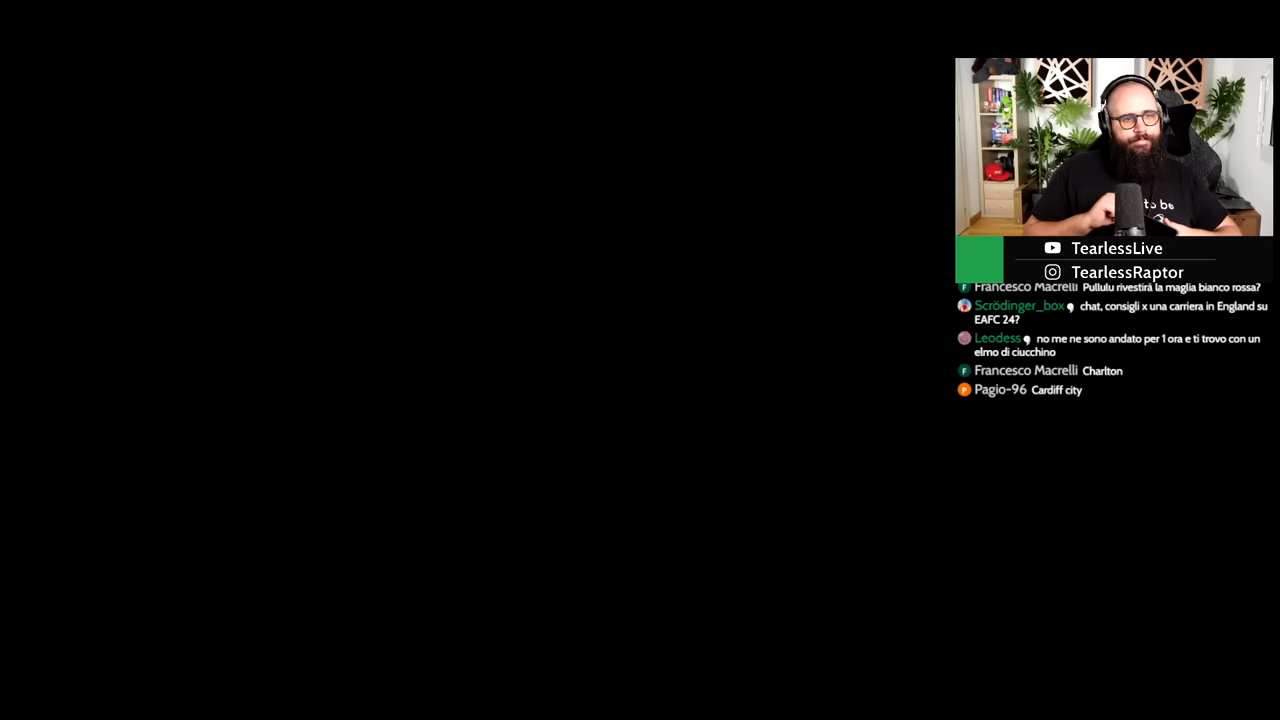 to be
TearlessLive
TearlessRaptor
Francesco Macrelli Pullulu rivestirà la maglia bianco rossa?
Scrödinger_box chat, consigli x una carriera in England su
EAFC 24?
Leodess no me ne sono andato per 1 ora e ti trovo con un
elmo di ciucchino
Francesco Macrelli Charlton
Pagio-96 Cardiff city